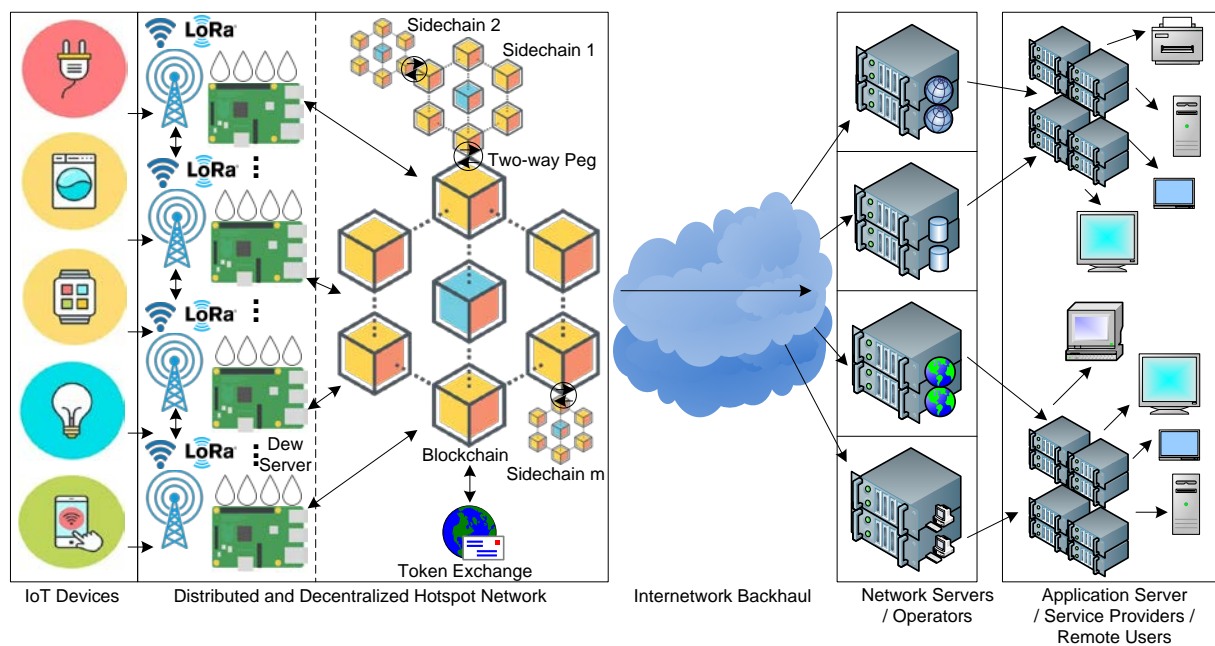 LoRa
Sidechain 2
Sidechain 1
Two-way Peg
LoRa
LoRa
LoRa
Dew
Server
Blockchain
Sidechain m
Token Exchange
IoT Devices
Distributed and Decentralized Hotspot Network
Internetwork Backhaul
Network Servers
/ Operators
Application Server
/ Service Providers /
Remote Users